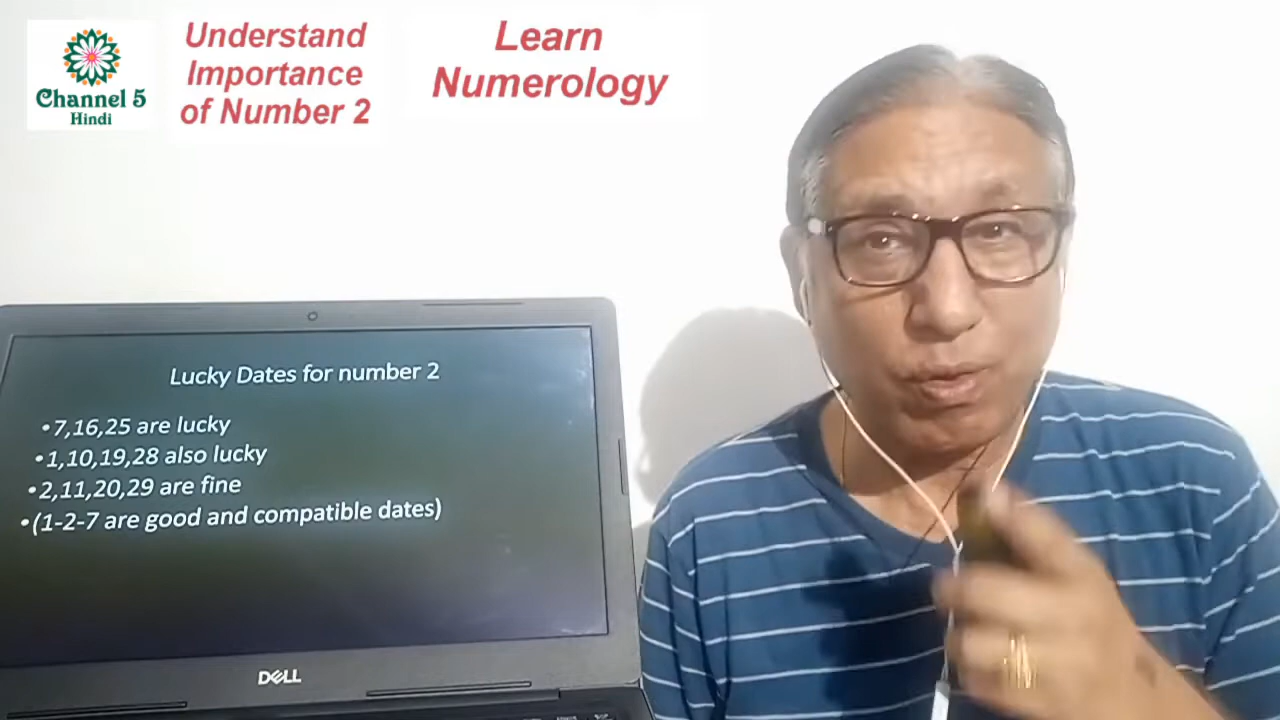 Channel 5
Hindi
Understand
Importance
of Number 2
Learn
Numerology
Lucky Dates for number 2
•7,16,25 are lucky
•1,10,19,28 also lucky
•2,11,20,29 are fine
•(1-2-7 are good and compatible dates)
DELL